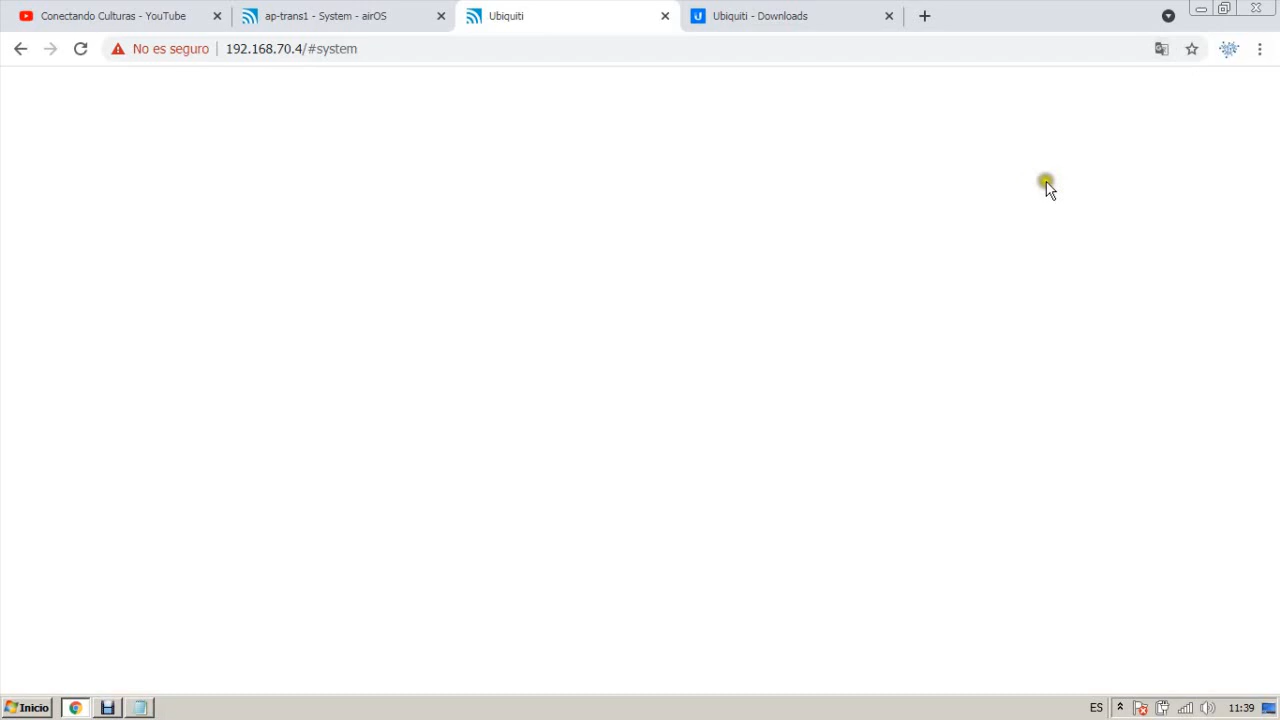 Conectando Culturas - YouTube
ap-trans1 - System - airOS
Ubiquiti
Ubiquiti - Downloads
No es seguro
192.168.70.4/#system
Inicio
ES
11:39